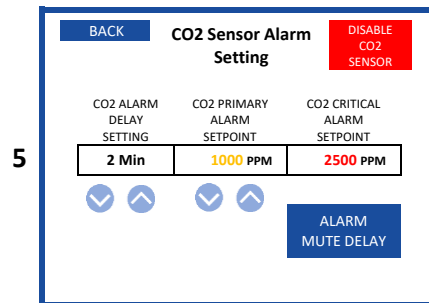 BACK
CO2 Sensor Alarm
Setting
DISABLE
CO2
SENSOR
CO2 ALARM
DELAY
SETTING
CO2 PRIMARY
ALARM
SETPOINT
CO2 CRITICAL
ALARM
SETPOINT
5
2 Min
1000 PPM
2500 PPM
ALARM
MUTE DELAY